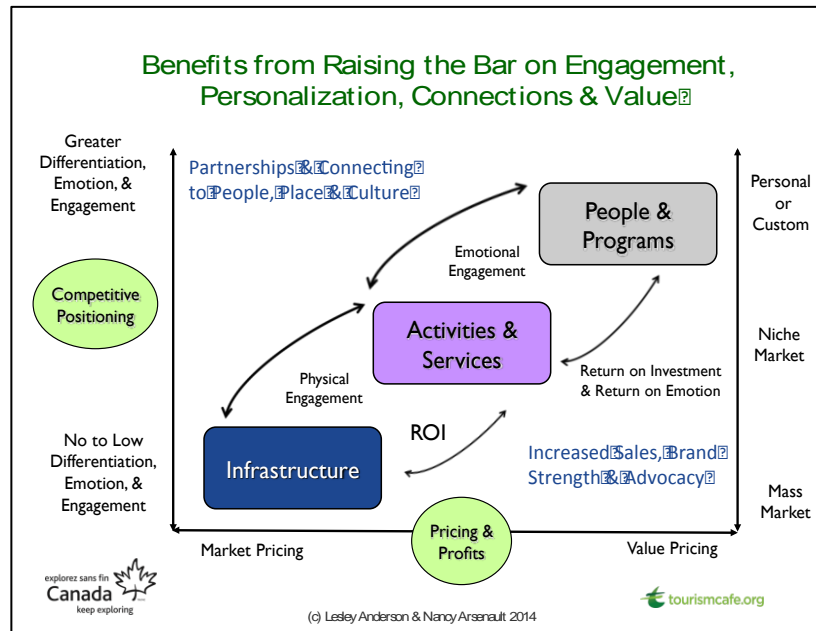 Benefits from Raising the Bar on Engagement,
Personalization, Connections & Value
Greater
Differentiation,
Emotion, &
Engagement
Partnerships & Connecting
to People, Place & Culture
Personal
or
Custom
People &
Programs
Emotional
Engagement
Competitive
Positioning
Activities &
Services
Niche
Market
Physical
Engagement
Return on Investment
& Return on Emotion
ROI
No to Low
Differentiation,
Emotion, &
Engagement
Infrastructure
Increased Sales, Brand
Strength & Advocacy
Mass
Market
Market Pricing
Pricing &
Profits
Value Pricing
explorez sans fin
Canada
keep exploring
tourismcafe.org
(c) Lesley Anderson & Nancy Arsenault 2014